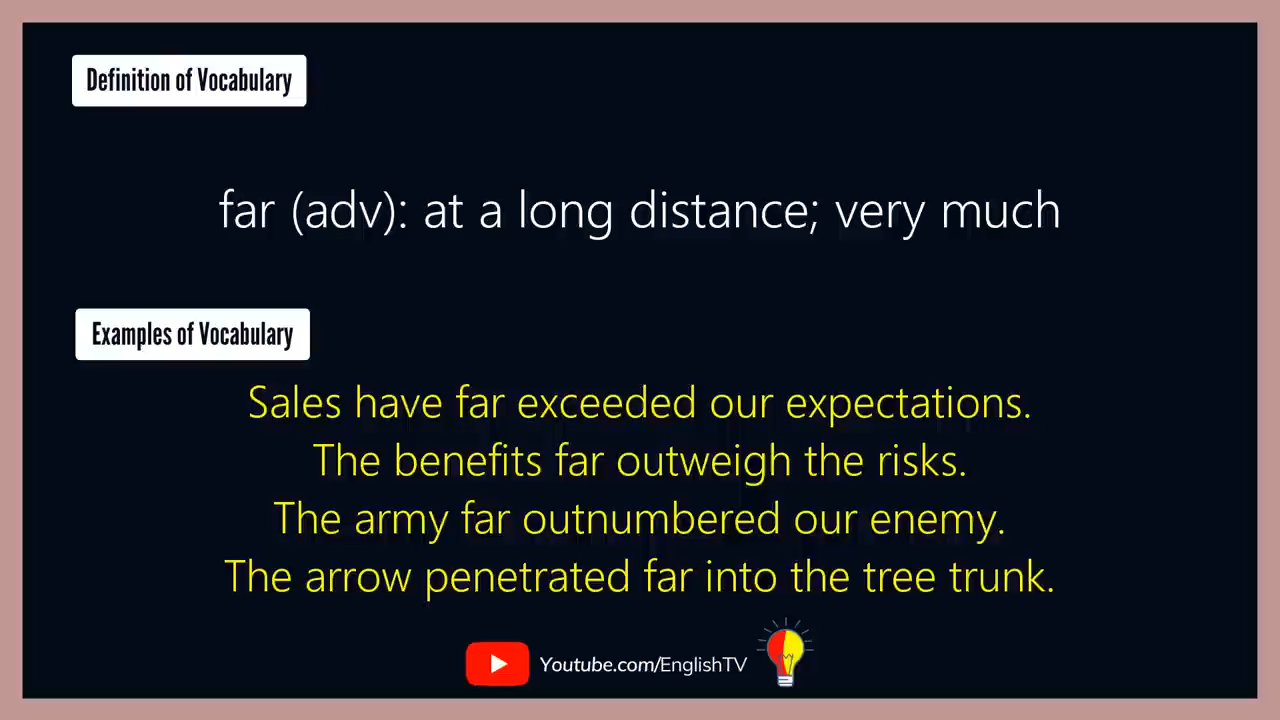 Definition of Vocabulary
far (adv): at a long distance; very much
Examples of Vocabulary
Sales have far exceeded our expectations.
The benefits far outweigh the risks.
The army far outnumbered our enemy.
The arrow penetrated far into the tree trunk.
Youtube.com/EnglishTV